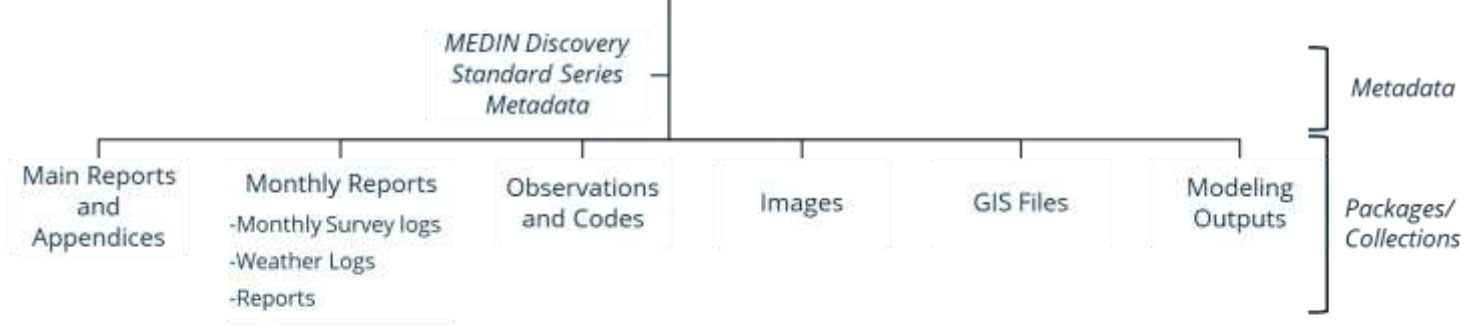 MEDIN Discovery
Standard Series
Metadata
Metadata
Main Reports
and
Appendices
Monthly Reports
-Monthly Survey logs
-Weather Logs
-Reports
Observations
and Codes
Images
GIS Files
Modeling
Outputs
Packages/
Collections